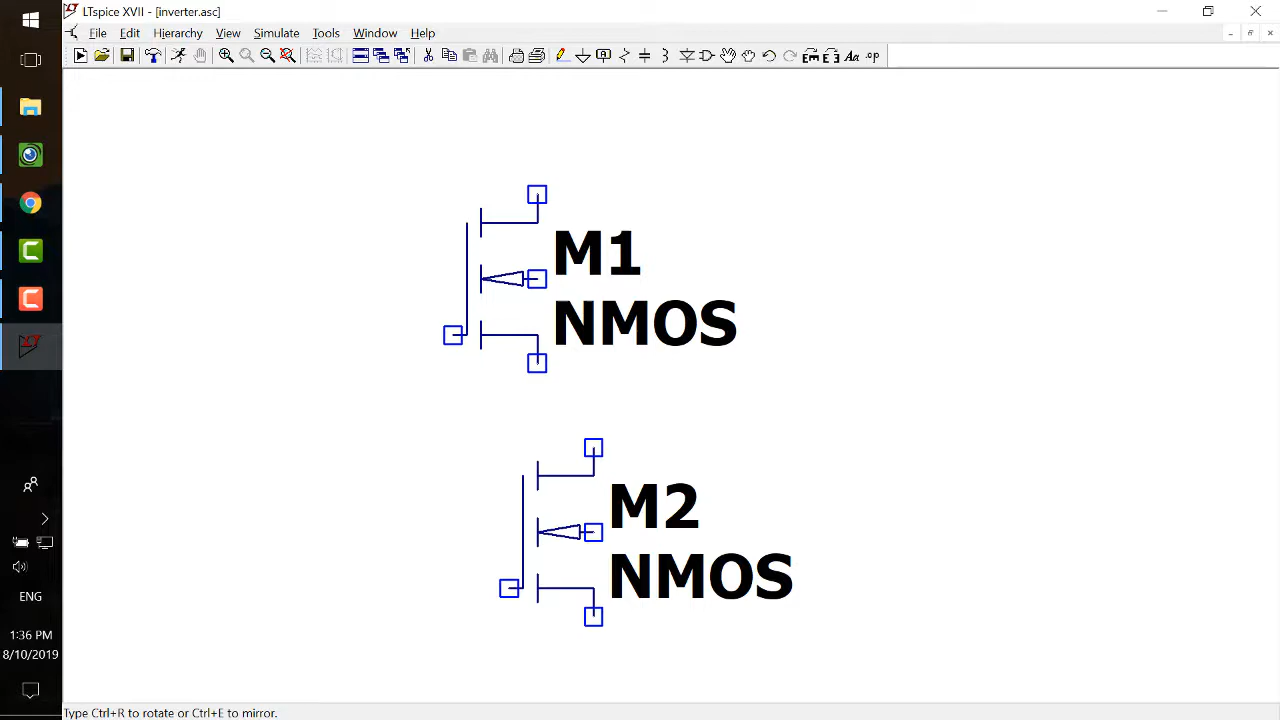 LTspice XVII - [inverter.asc]
File Edit Hierarchy View Simulate Tools Window Help
M1
NMOS
M2
NMOS
ENG
1:36 PM
8/10/2019
Type Ctrl+R to rotate or Ctrl+E to mirror.